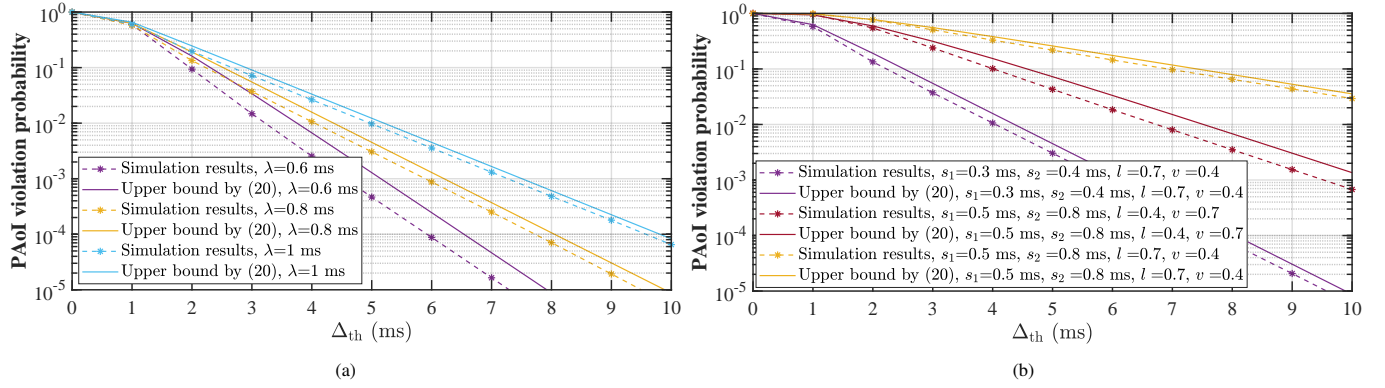 PAoI violation probability
10^0
10^-1
10^-2
10^-3
10^-4
10^-5
Simulation results, λ=0.6 ms
Upper bound by (20), λ=0.6 ms
Simulation results, λ=0.8 ms
Upper bound by (20), λ=0.8 ms
Simulation results, λ=1 ms
Upper bound by (20), λ=1 ms
0 1 2 3 4 5 6 7 8 9 10
Δth (ms)
(a)
PAoI violation probability
10^0
10^-1
10^-2
10^-3
10^-4
10^-5
Simulation results, s1=0.3 ms, s2=0.4 ms, l=0.7, v=0.4
Upper bound by (20), s1=0.3 ms, s2=0.4 ms, l=0.7, v=0.4
Simulation results, s1=0.5 ms, s2=0.8 ms, l=0.4, v=0.7
Upper bound by (20), s1=0.5 ms, s2=0.8 ms, l=0.4, v=0.7
Simulation results, s1=0.5 ms, s2=0.8 ms, l=0.7, v=0.4
Upper bound by (20), s1=0.5 ms, s2=0.8 ms, l=0.7, v=0.4
0 1 2 3 4 5 6 7 8 9 10
Δth (ms)
(b)